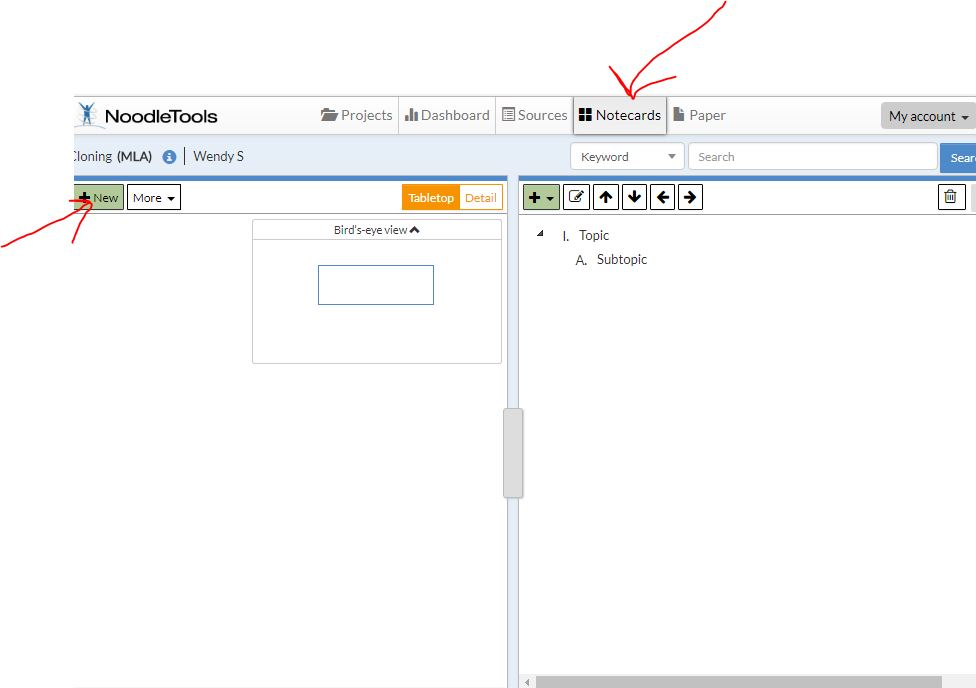 NoodleTools Projects Dashboard Sources Notecards Paper My account
Cloning (MLA) Wendy S Keyword Search
New More Tabletop Detail
Bird's-eye view
I. Topic
A. Subtopic